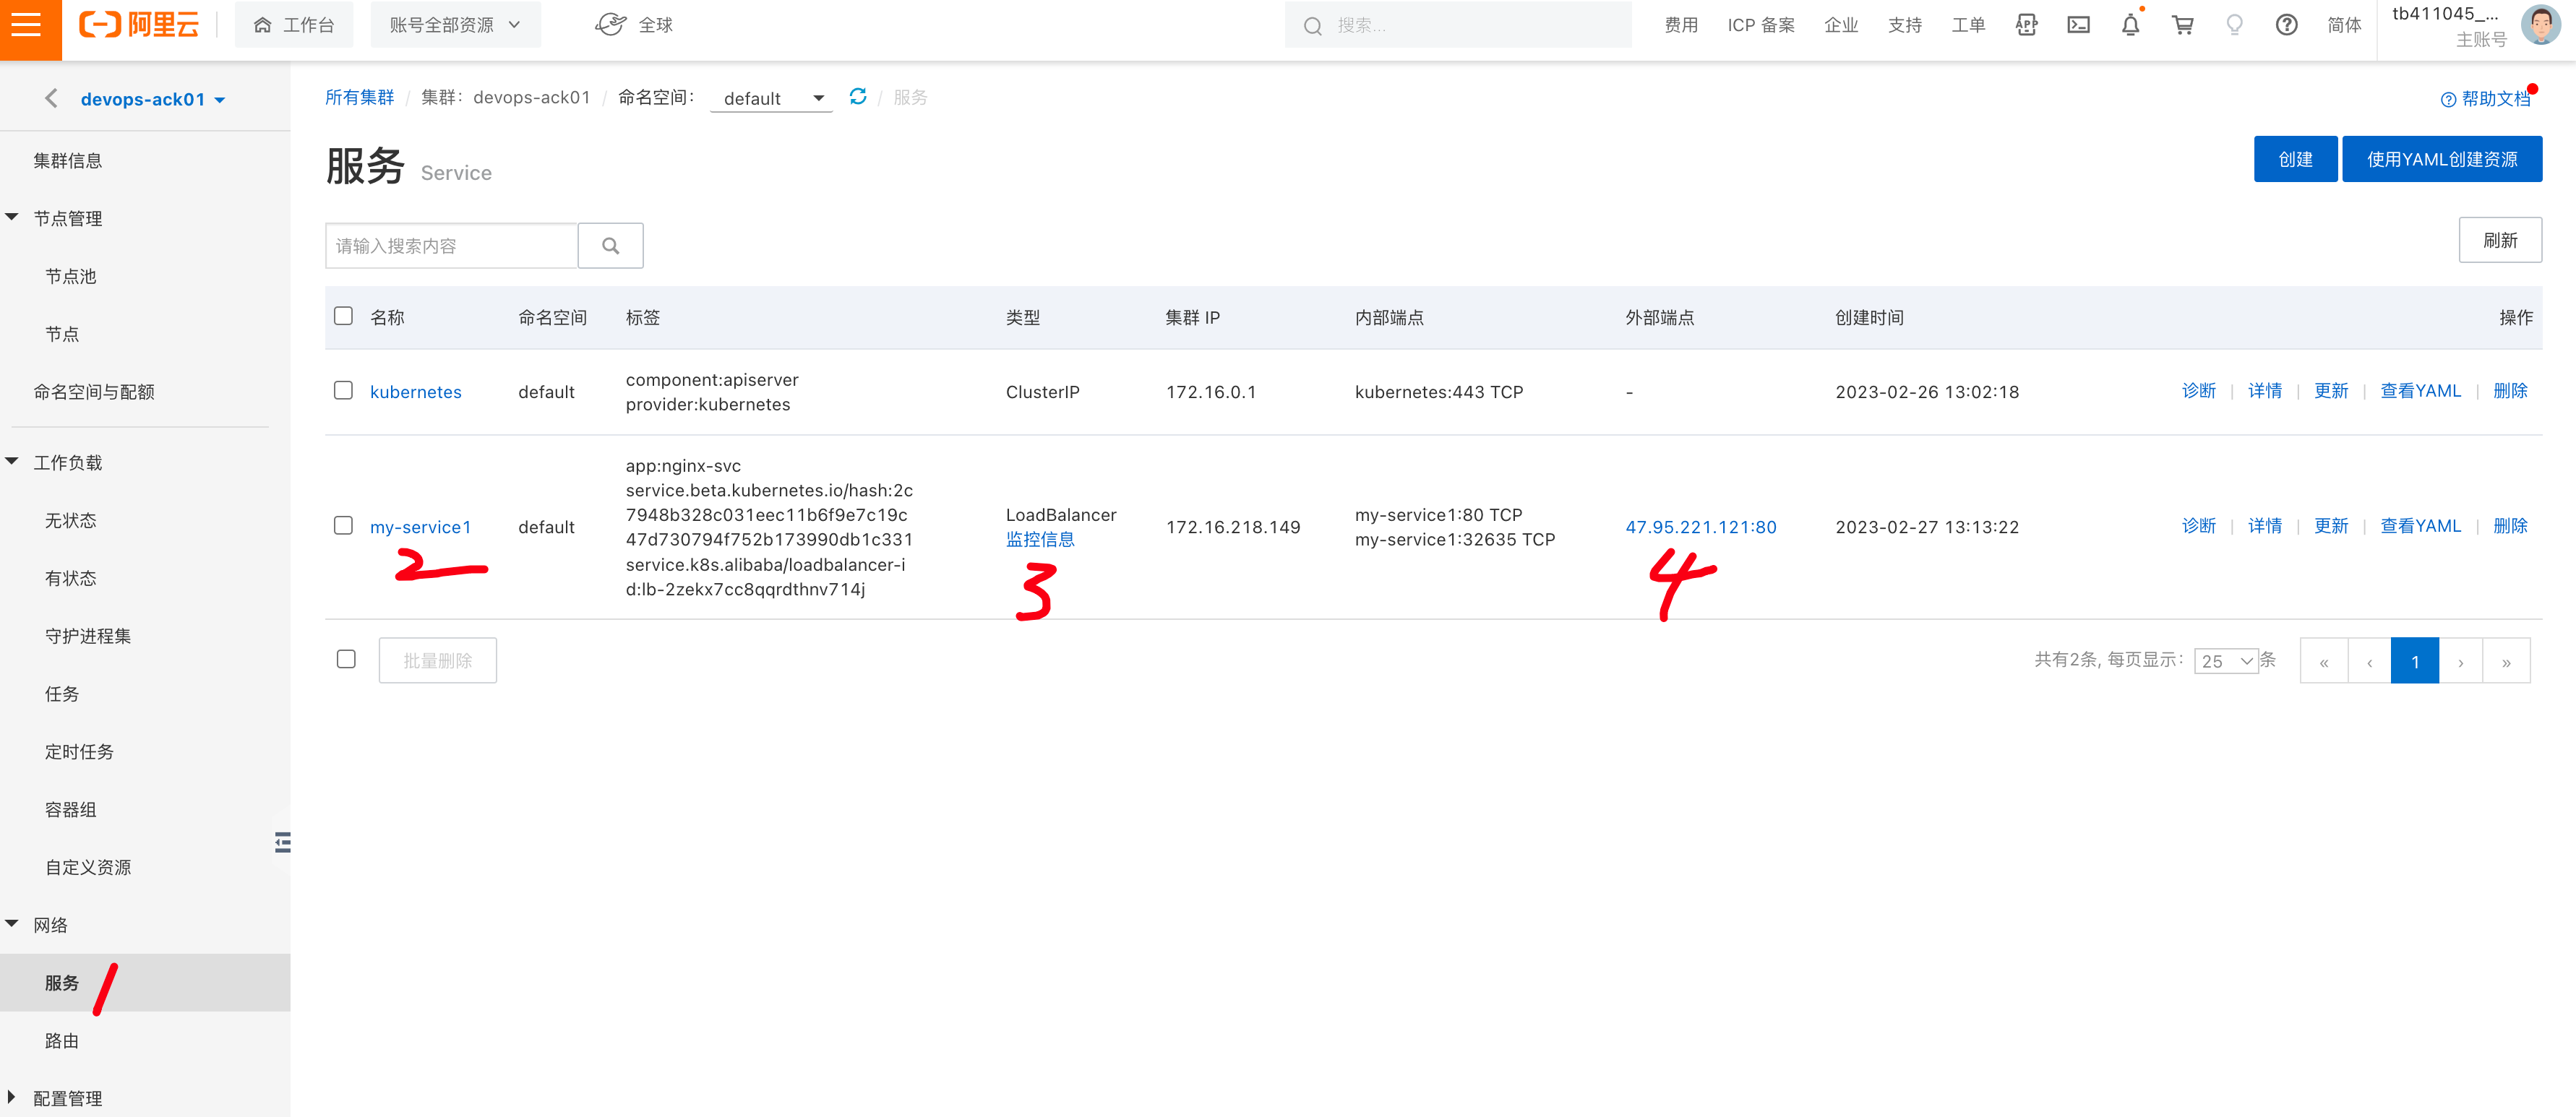 阿里云
工作台
账号全部资源
全球
搜索...
费用
ICP 备案
企业
支持
工单
APP
简体
tb411045_...
主账号
devops-ack01
集群信息
节点管理
节点池
节点
命名空间与配额
工作负载
无状态
有状态
守护进程集
任务
定时任务
容器组
自定义资源
网络
服务 1
路由
配置管理
所有集群 / 集群：devops-ack01 / 命名空间： default / 服务
帮助文档
服务 Service
创建
使用YAML创建资源
请输入搜索内容
刷新
名称 命名空间 标签 类型 集群 IP 内部端点 外部端点 创建时间 操作
kubernetes
default
component:apiserver
provider:kubernetes
ClusterIP
172.16.0.1
kubernetes:443 TCP
-
2023-02-26 13:02:18
诊断 | 详情 | 更新 | 查看YAML | 删除
my-service1
2
default
app:nginx-svc
service.beta.kubernetes.io/hash:2c
7948b328c031eec11b6f9e7c19c
47d730794f752b173990db1c331
service.k8s.alibaba/loadbalancer-i
d:lb-2zekx7cc8qqrdthnv714j
LoadBalancer
监控信息
3
172.16.218.149
my-service1:80 TCP
my-service1:32635 TCP
47.95.221.121:80
4
2023-02-27 13:13:22
诊断 | 详情 | 更新 | 查看YAML | 删除
批量删除
共有2条, 每页显示： 25 条
« ‹ 1 › »